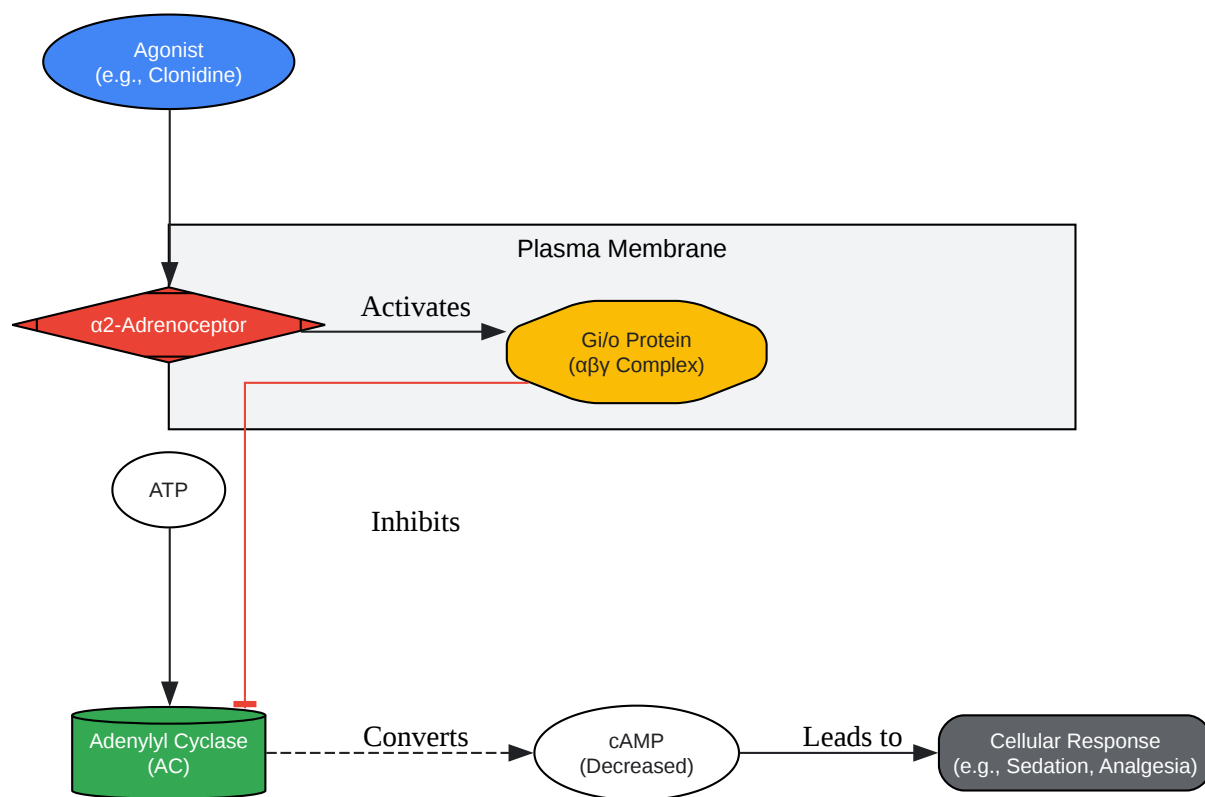 Agonist
(e.g., Clonidine)
Plasma Membrane
α2-Adrenoceptor
Activates
Gi/o Protein
(αβγ Complex)
ATP
Inhibits
Adenylyl Cyclase
(AC)
Converts
cAMP
(Decreased)
Leads to
Cellular Response
(e.g., Sedation, Analgesia)